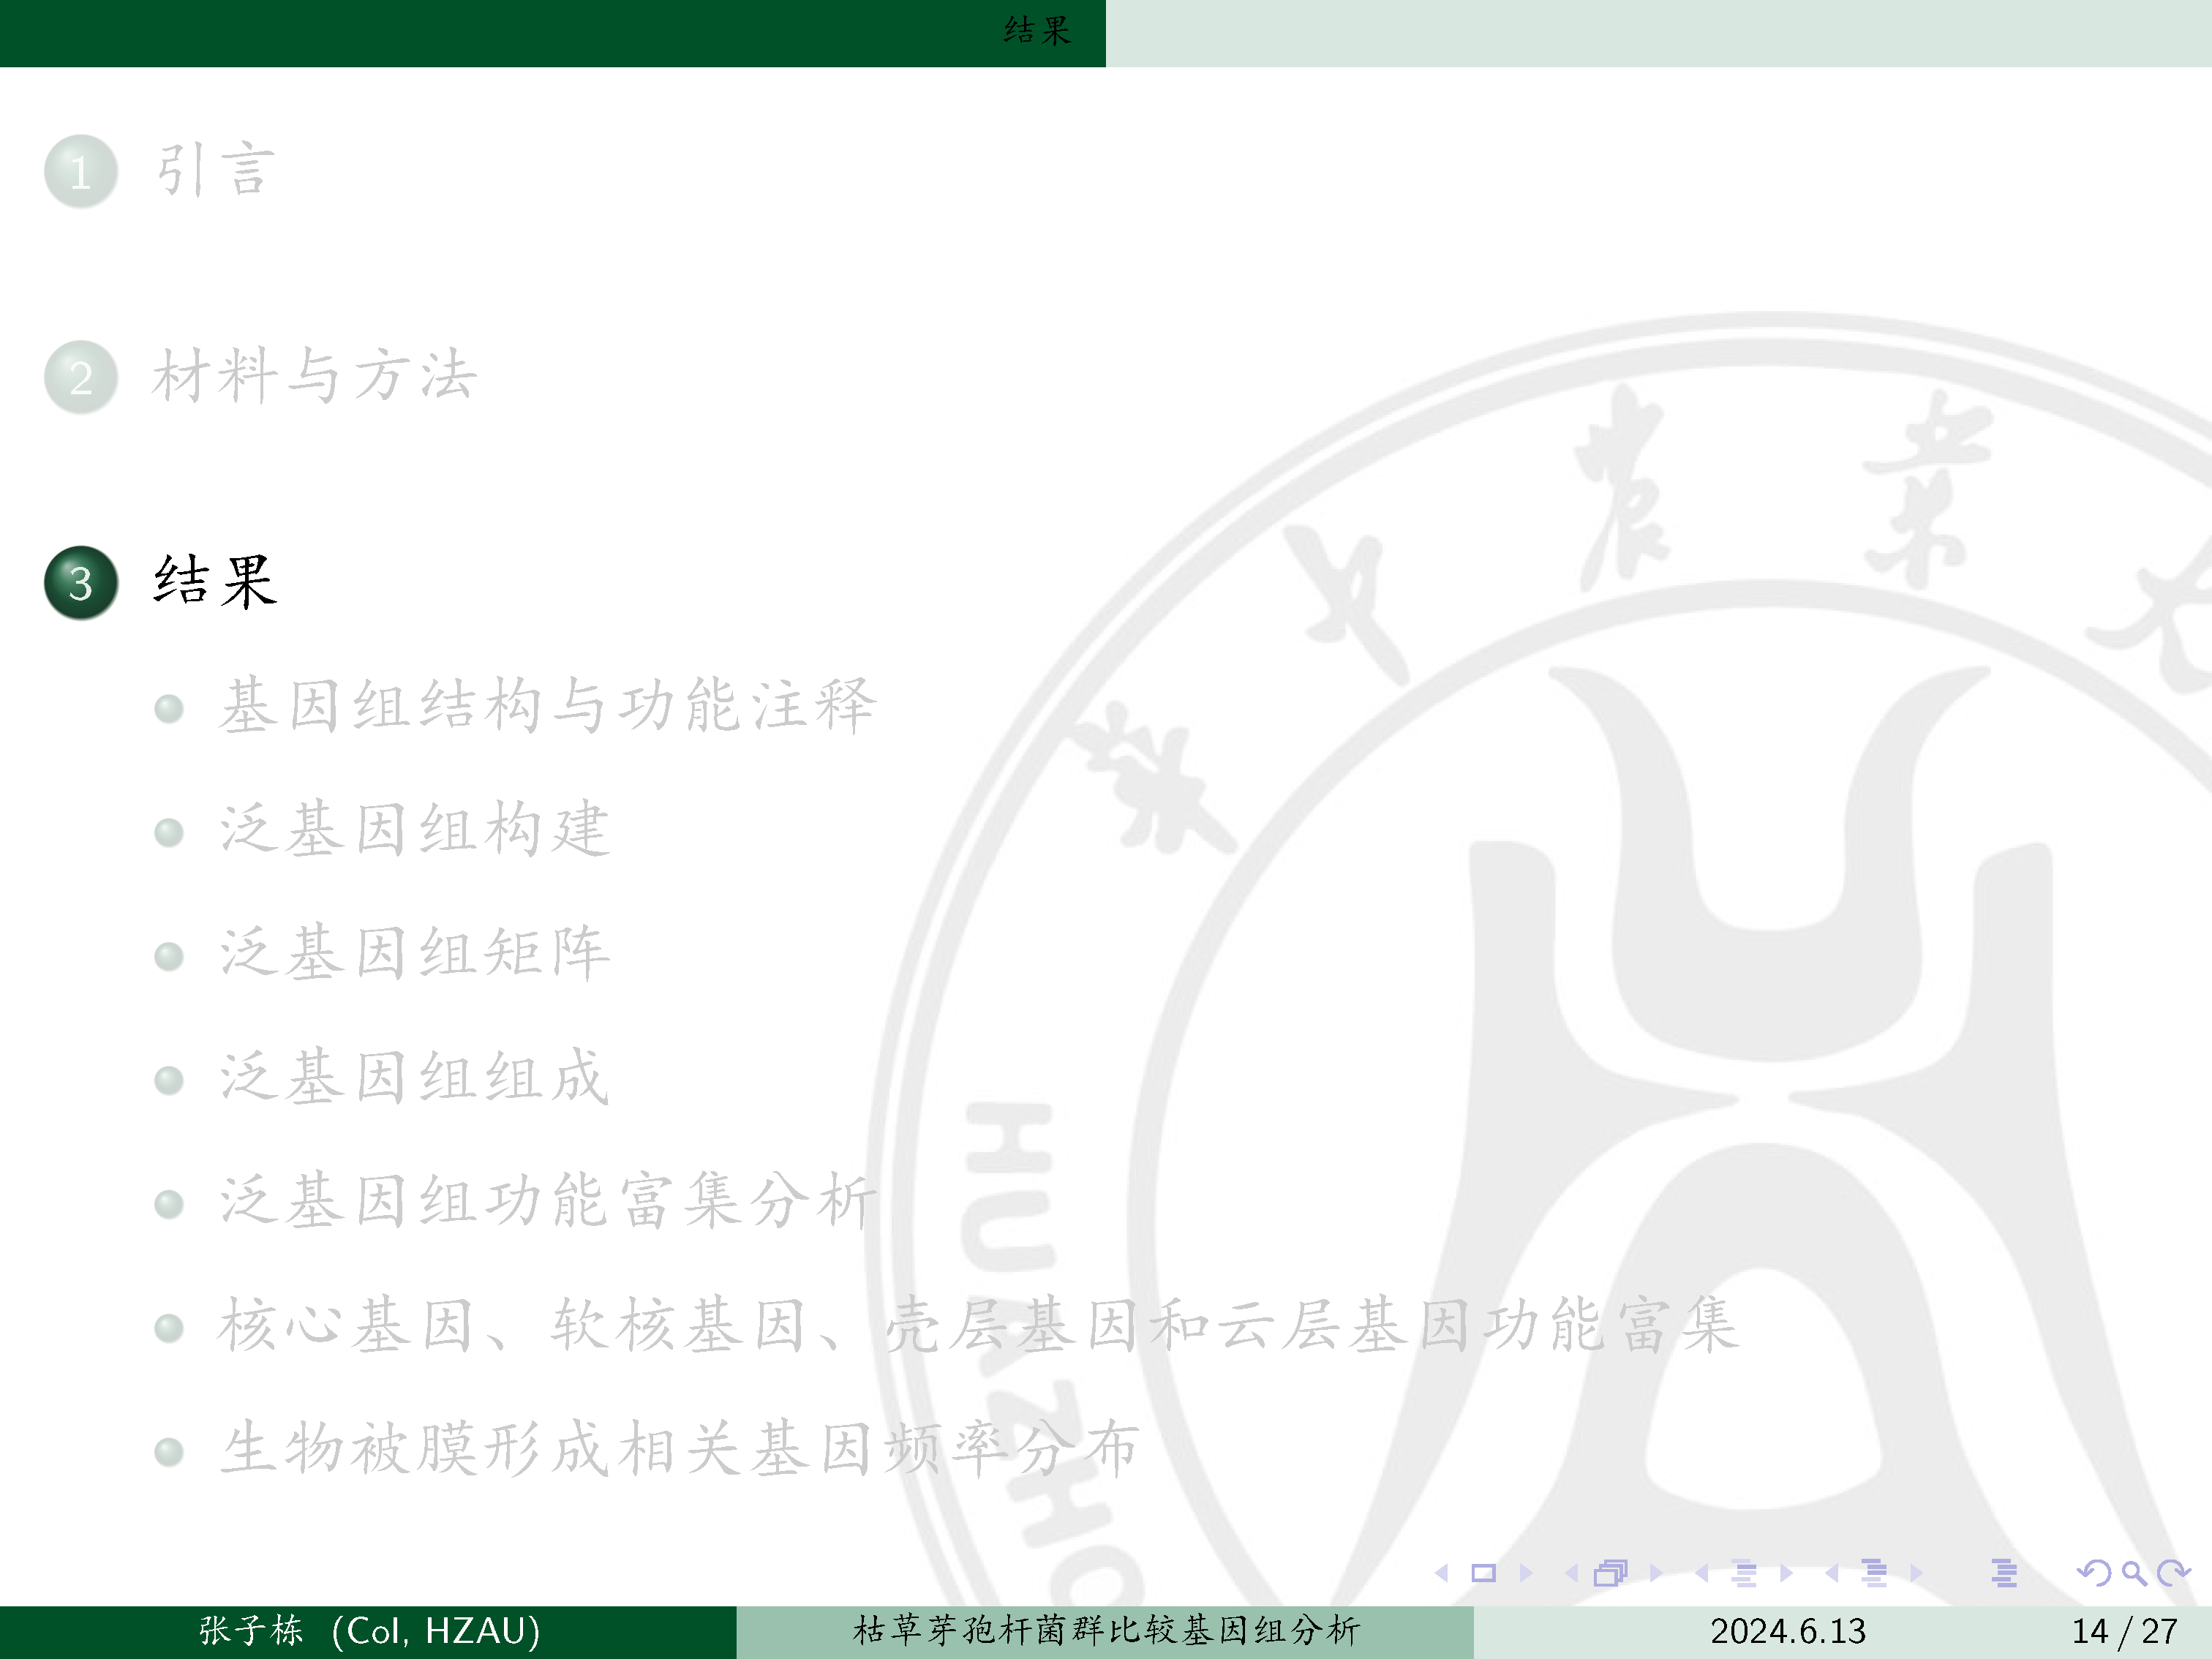 结果
1 引言
2 材料与方法
3 结果
基因组结构与功能注释
泛基因组构建
泛基因组矩阵
泛基因组组成
泛基因组功能富集分析
核心基因、软核基因、壳层基因和云层基因功能富集
生物被膜形成相关基因频率分布
HUAZHO
张子栋 (Col, HZAU) 枯草芽孢杆菌群比较基因组分析 2024.6.13 14 / 27